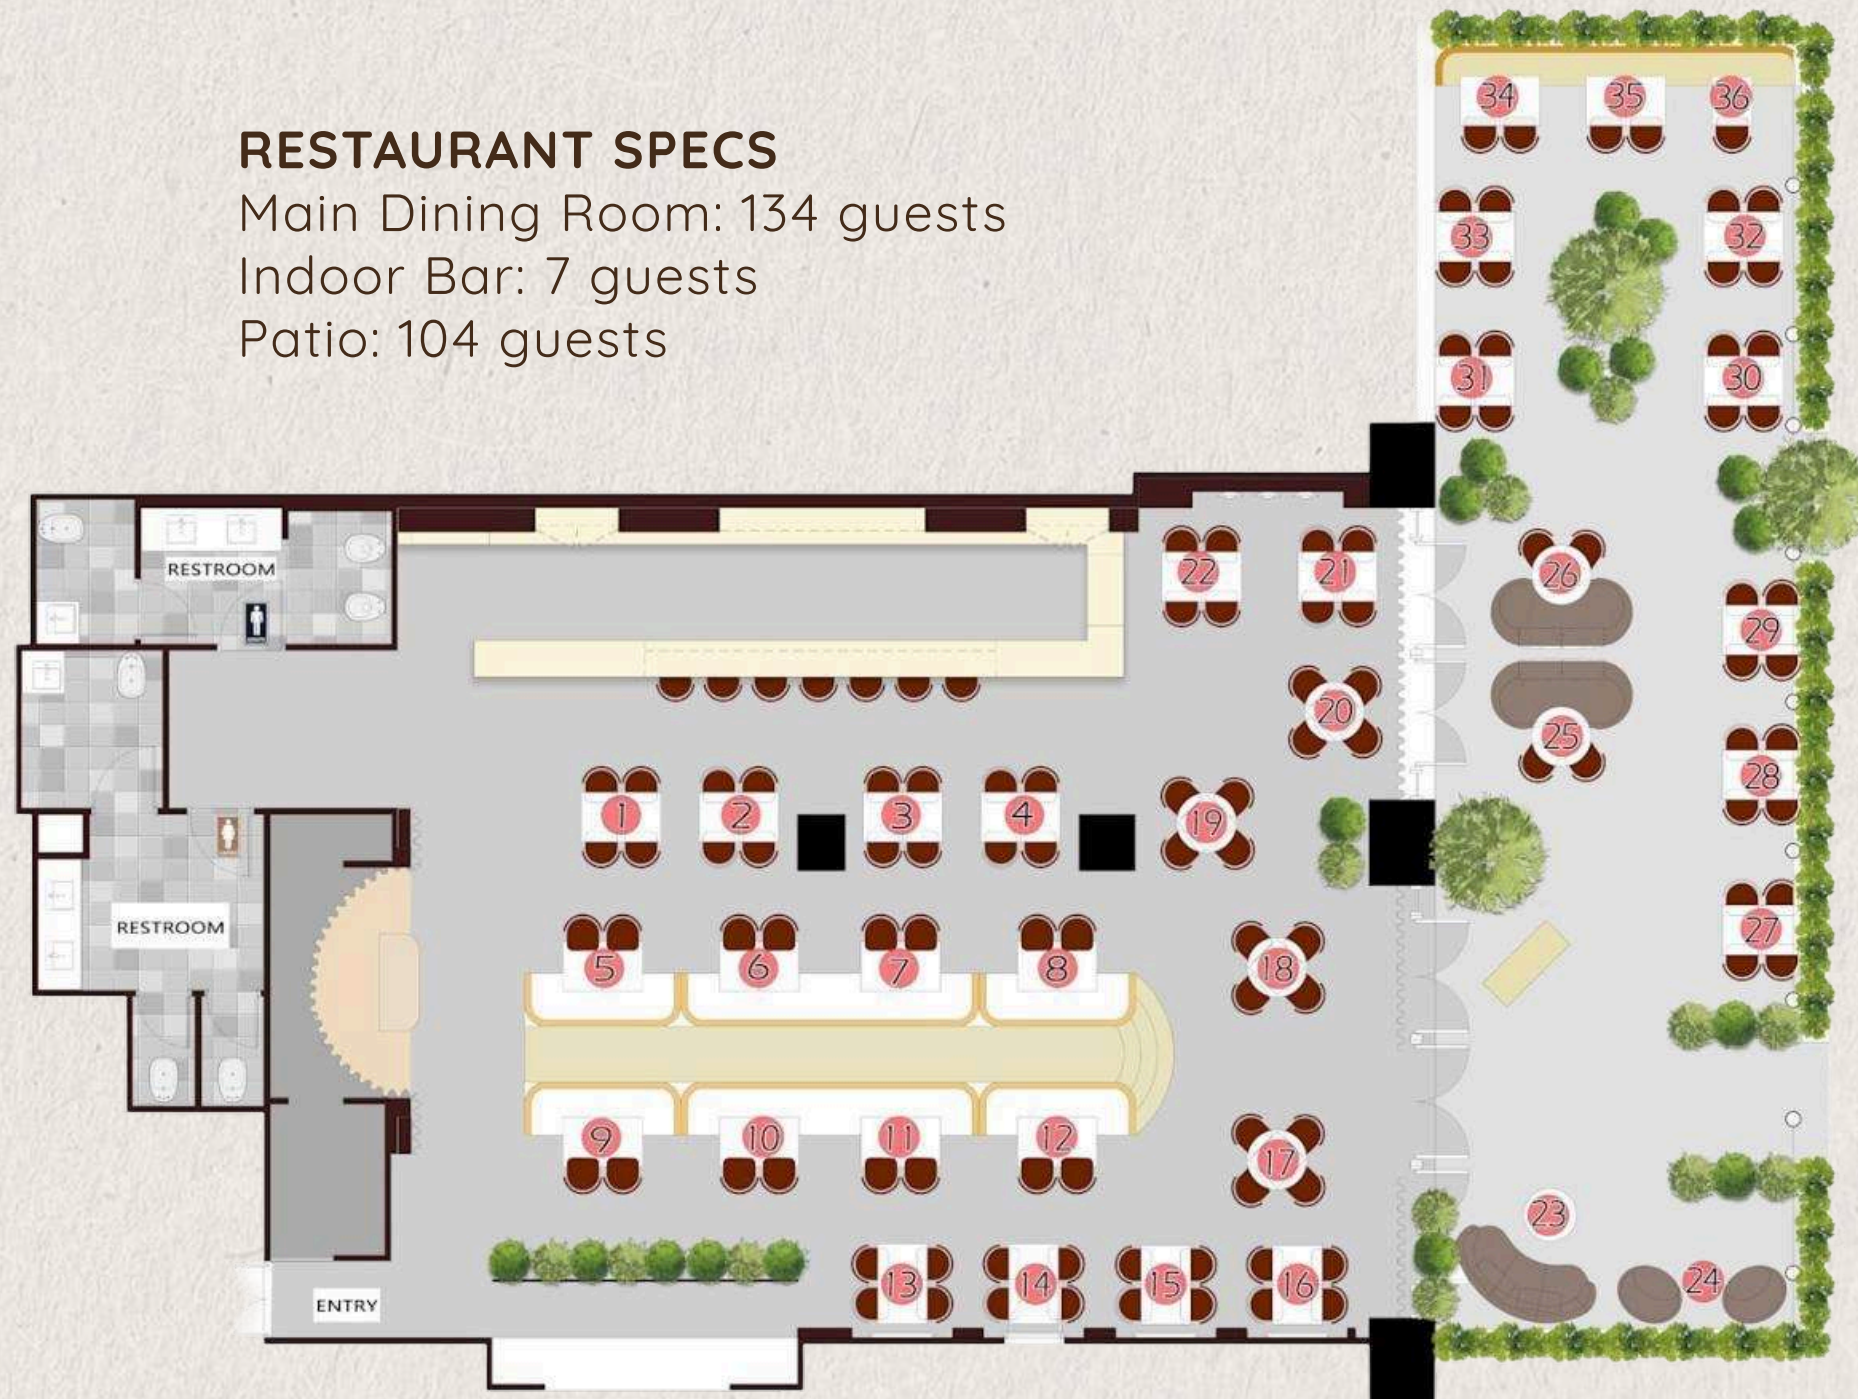 RESTAURANT SPECS
Main Dining Room: 134 guests
Indoor Bar: 7 guests
Patio: 104 guests
34 35 36
33 32
31 30
RESTROOM
22 21 26
29
20 25
28
1 2 3 4 19
RESTROOM
27
5 6 7 8 18
9 10 11 12 17
23
13 14 15 16 24
ENTRY